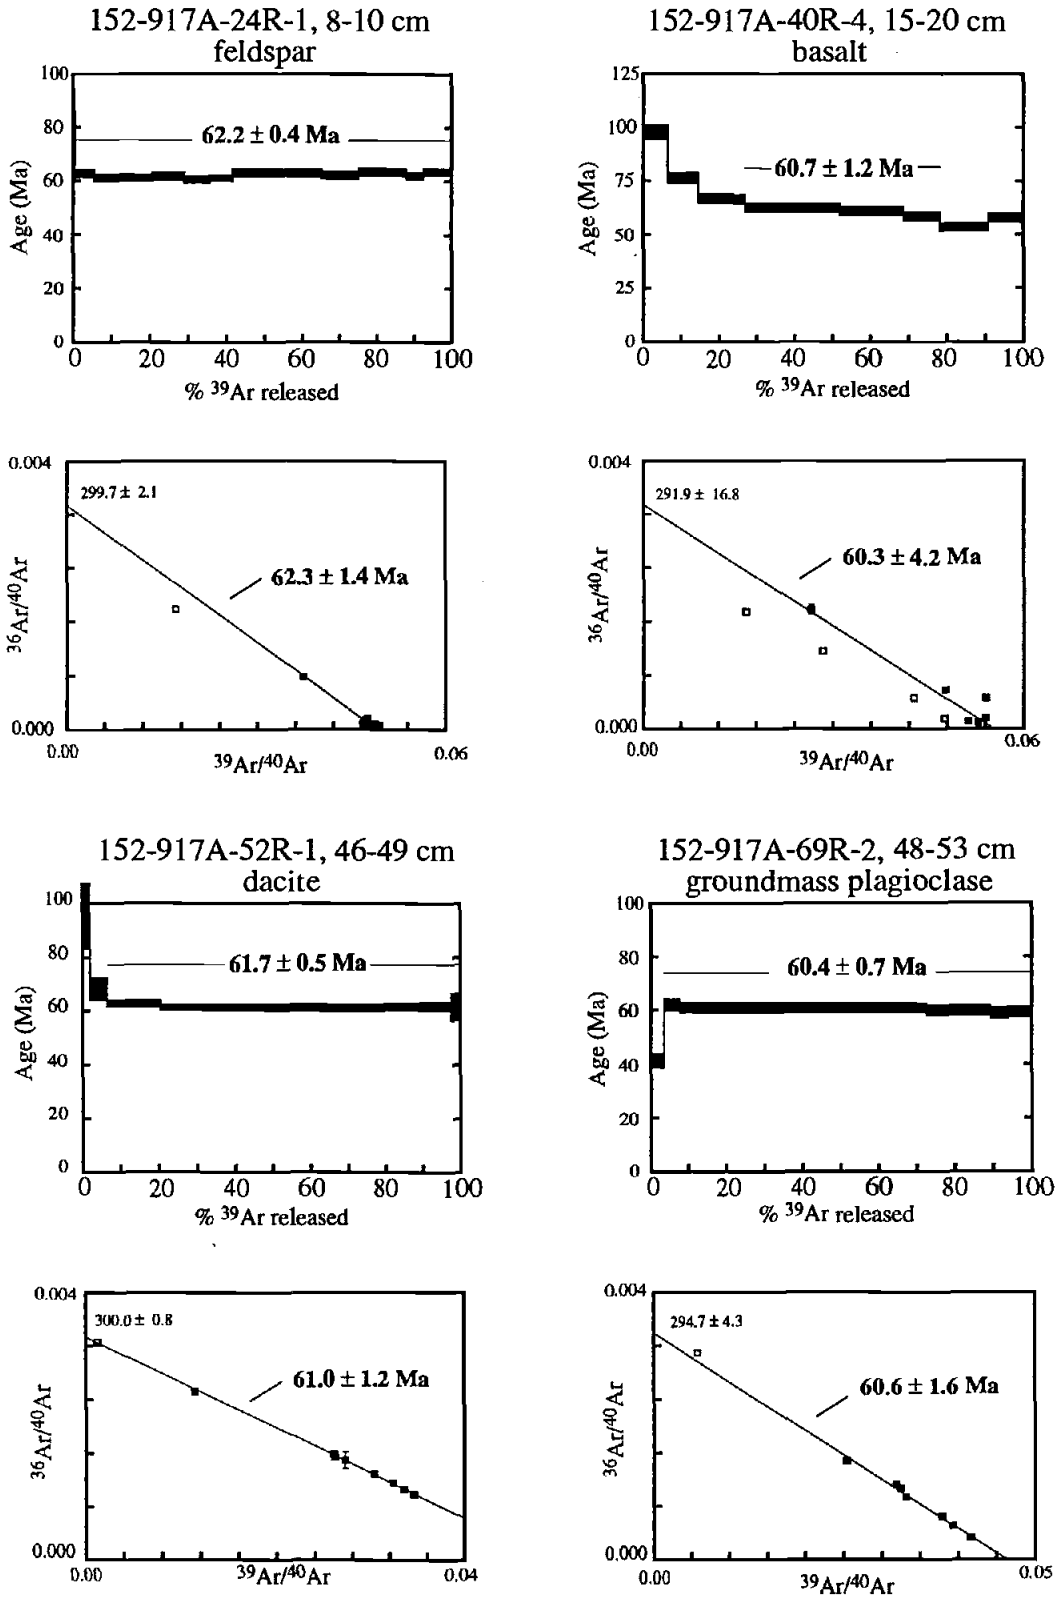 152-917A-24R-1, 8-10 cm
feldspar
100
80
60
40
20
0
Age (Ma)
62.2 ± 0.4 Ma
0 20 40 60 80 100
% ³⁹Ar released
152-917A-40R-4, 15-20 cm
basalt
125
100
75
50
25
0
Age (Ma)
60.7 ± 1.2 Ma
0 20 40 60 80 100
% ³⁹Ar released
0.004
299.7 ± 2.1
62.3 ± 1.4 Ma
³⁶Ar/⁴⁰Ar
0.000
0.00 0.06
³⁹Ar/⁴⁰Ar
0.004
291.9 ± 16.8
60.3 ± 4.2 Ma
³⁶Ar/⁴⁰Ar
0.000
0.00 0.06
³⁹Ar/⁴⁰Ar
152-917A-52R-1, 46-49 cm
dacite
100
80
60
40
20
0
Age (Ma)
61.7 ± 0.5 Ma
0 20 40 60 80 100
% ³⁹Ar released
152-917A-69R-2, 48-53 cm
groundmass plagioclase
100
80
60
40
20
0
Age (Ma)
60.4 ± 0.7 Ma
0 20 40 60 80 100
% ³⁹Ar released
0.004
300.0 ± 0.8
61.0 ± 1.2 Ma
³⁶Ar/⁴⁰Ar
0.000
0.00 0.04
³⁹Ar/⁴⁰Ar
0.004
294.7 ± 4.3
60.6 ± 1.6 Ma
³⁶Ar/⁴⁰Ar
0.000
0.00 0.05
³⁹Ar/⁴⁰Ar